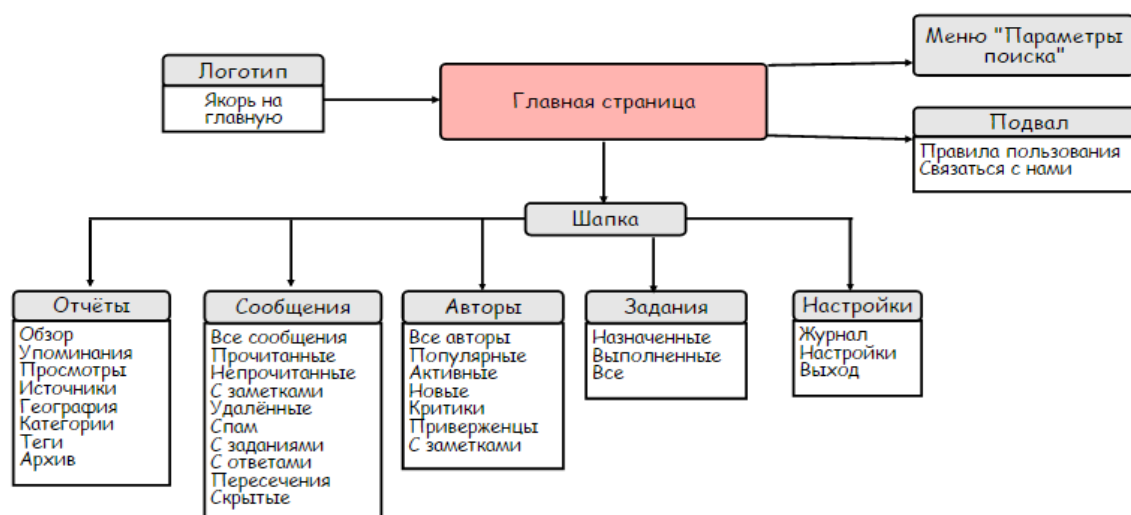 Меню "Параметры
поиска"
Логотип
Якорь на
главную
Главная страница
Подвал
Правила пользования
Связаться с нами
Шапка
Отчёты
Обзор
Упоминания
Просмотры
Источники
География
Категории
Теги
Архив
Сообщения
Все сообщения
Прочитанные
Непрочитанные
С заметками
Удалённые
Спам
С заданиями
С ответами
Пересечения
Скрытые
Авторы
Все авторы
Популярные
Активные
Новые
Критики
Приверженцы
С заметками
Задания
Назначенные
Выполненные
Все
Настройки
Журнал
Настройки
Выход